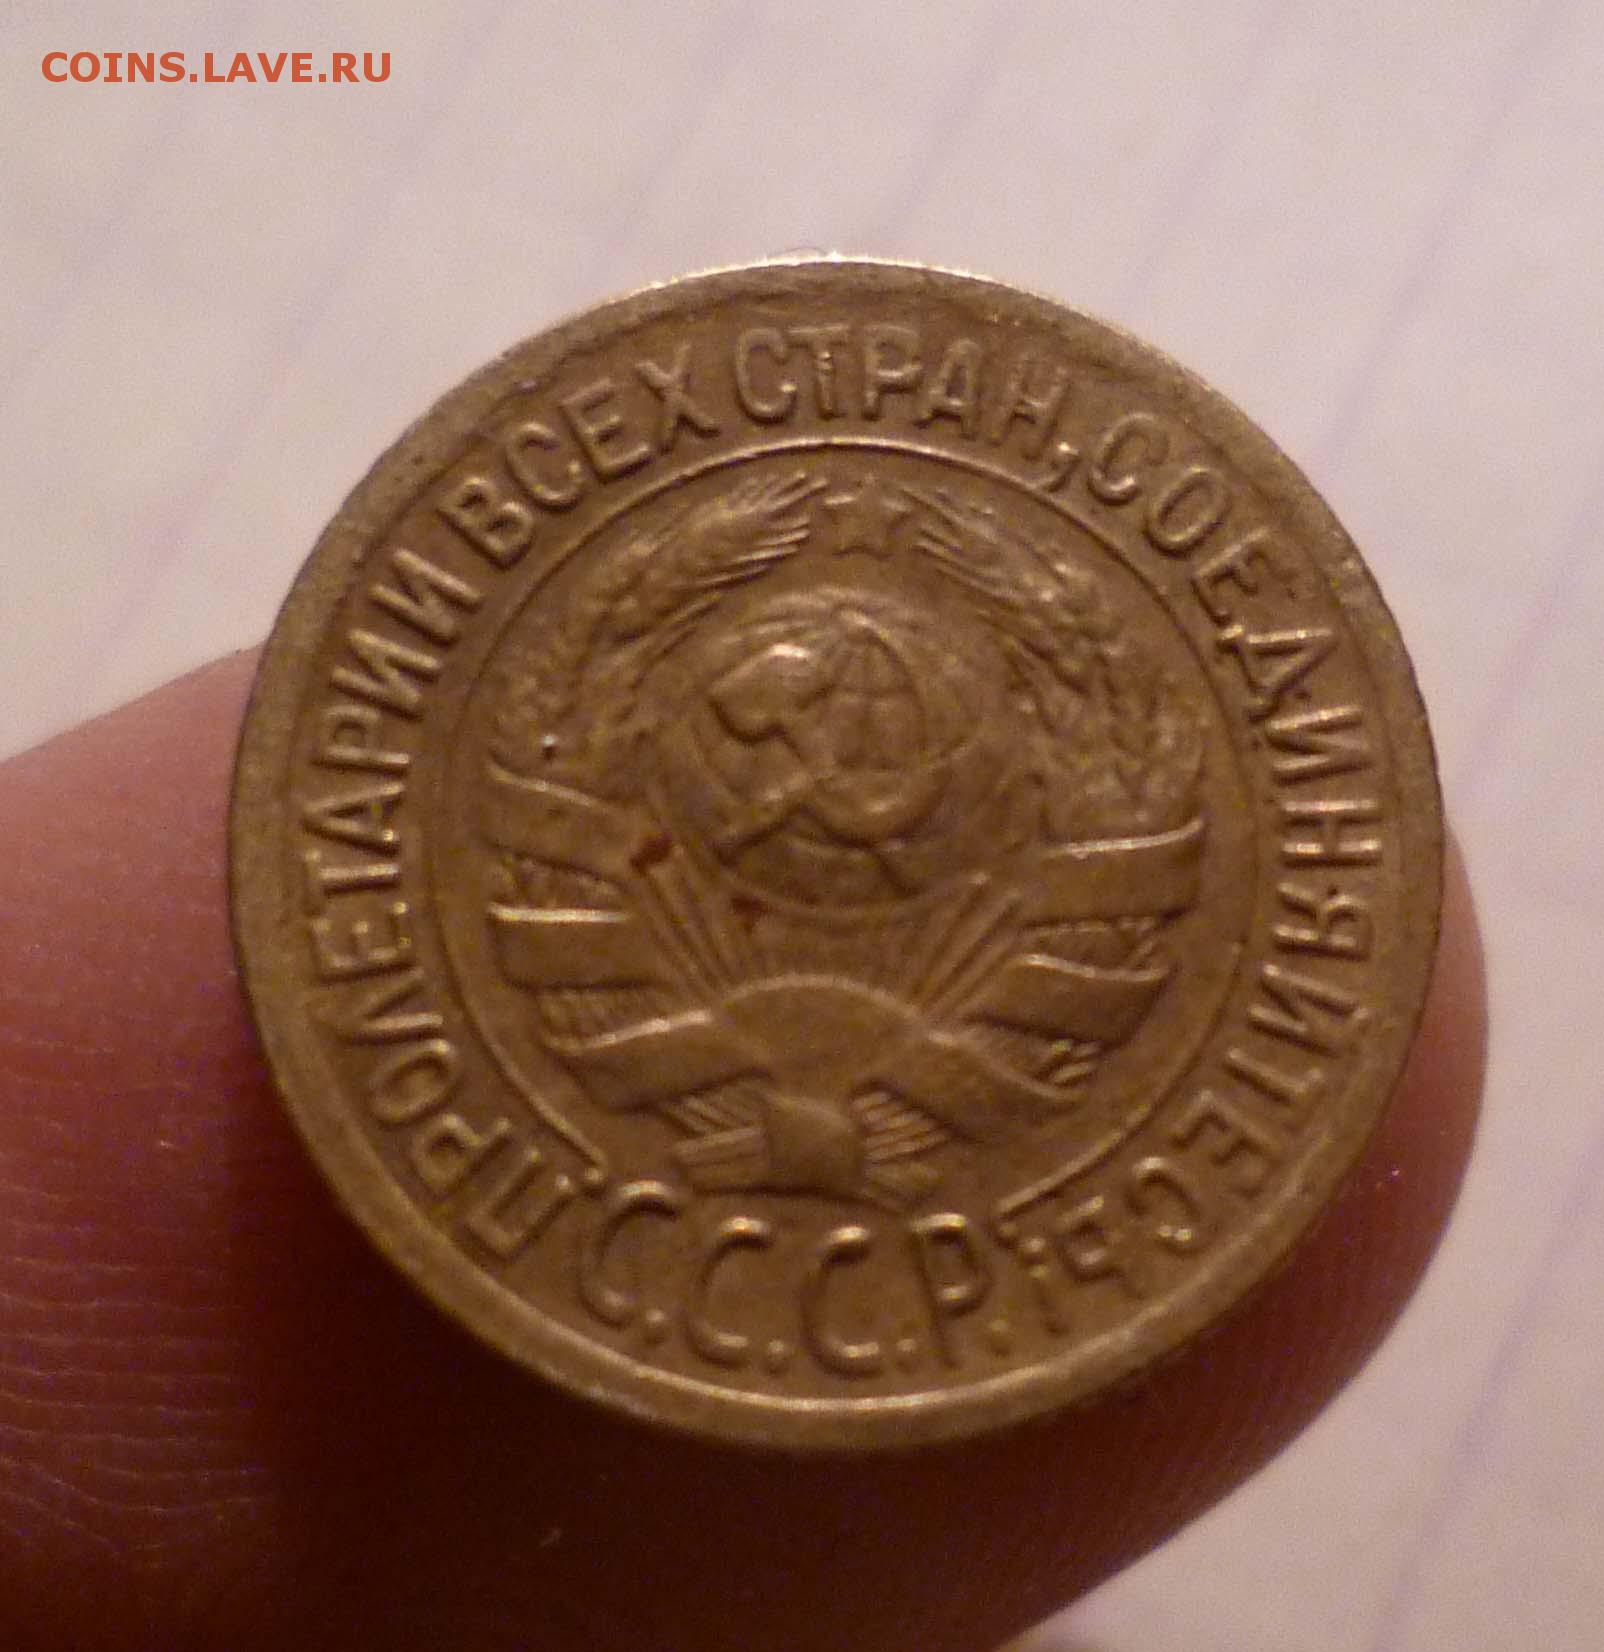 COINS.LAVE.RU
ПРОЛЕТАРИИ ВСЕХ СТРАН, СОЕДИНЯЙТЕСЬ!
С.С.С.Р.